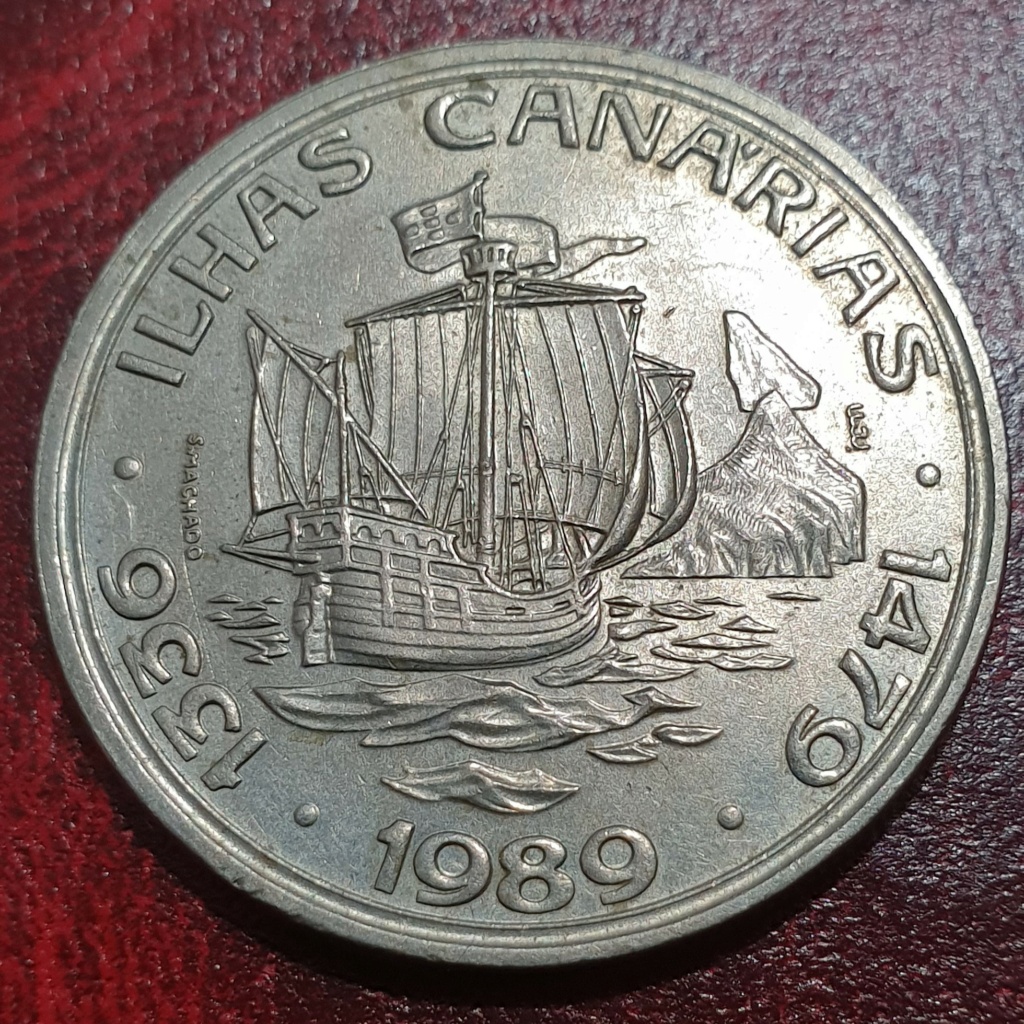 ILHAS CANÁRIAS
1336 · 1989 · 1479
S. MACHADO